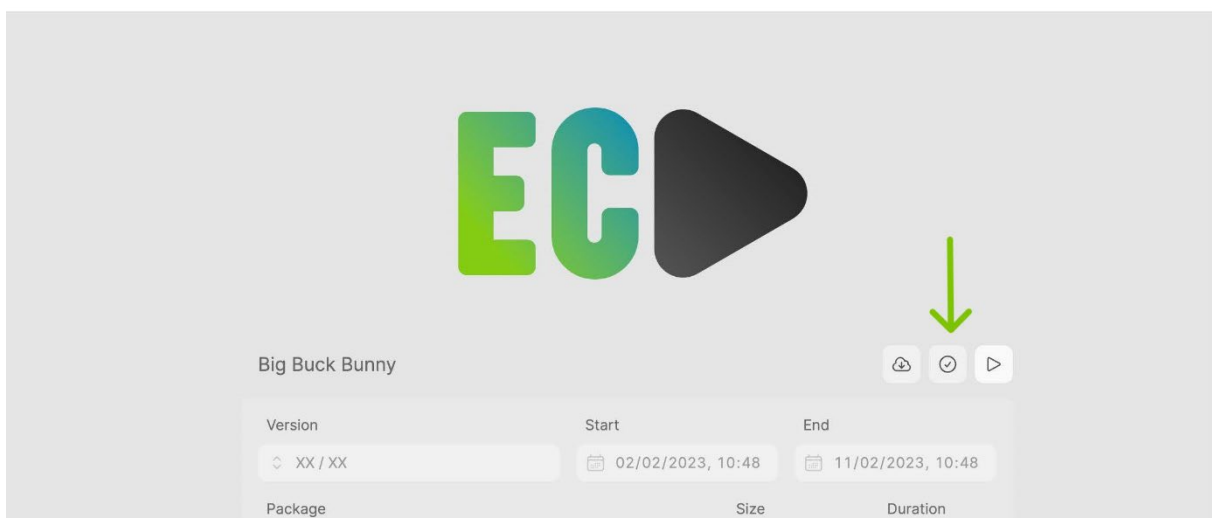 EC
Big Buck Bunny
Version Start End
XX / XX 02/02/2023, 10:48 11/02/2023, 10:48
Package Size Duration